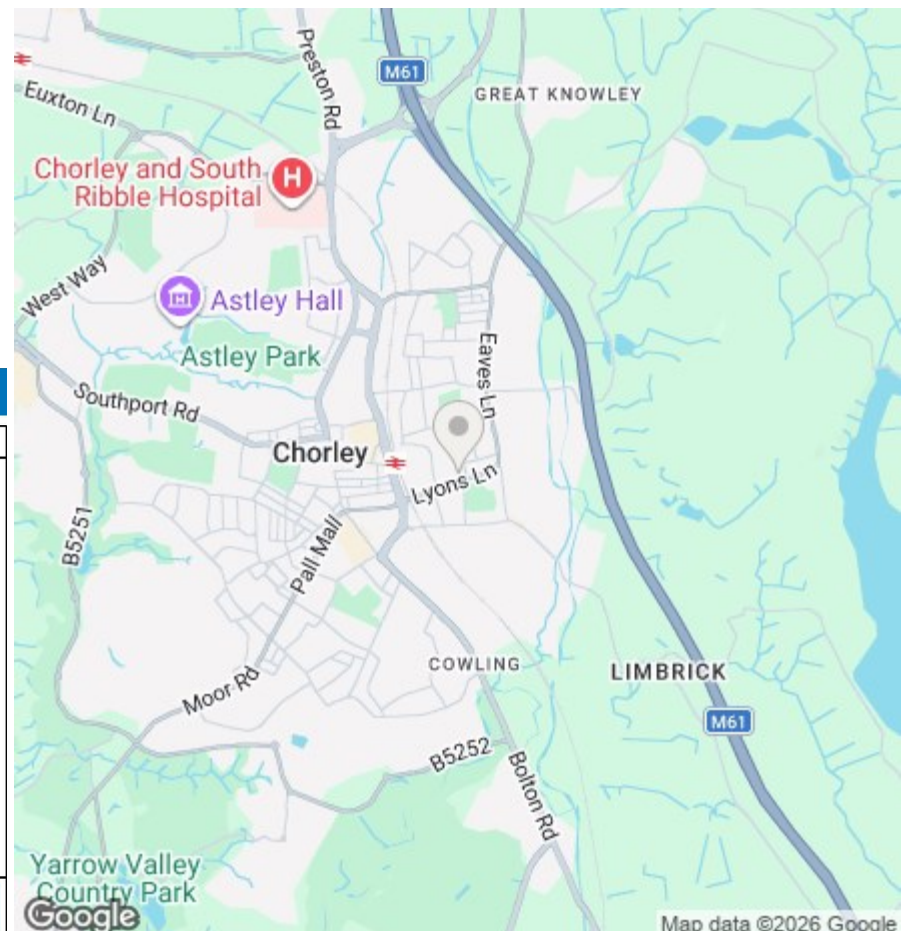 Preston Rd
M61
GREAT KNOWLEY
Euxton Ln
Chorley and South
Ribble Hospital
H
West Way
Astley Hall
Astley Park
Eaves Ln
Southport Rd
Chorley
Lyons Ln
B5251
Pall Mall
COWLING
LIMBRICK
Moor Rd
M61
B5252
Bolton Rd
Yarrow Valley
Country Park
Google
Map data ©2026 Google